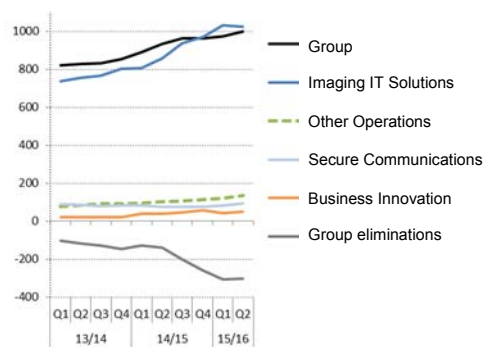 1000
800
600
400
200
0
-200
-400
Q1 Q2 Q3 Q4 Q1 Q2 Q3 Q4 Q1 Q2
13/14 14/15 15/16
Group
Imaging IT Solutions
Other Operations
Secure Communications
Business Innovation
Group eliminations